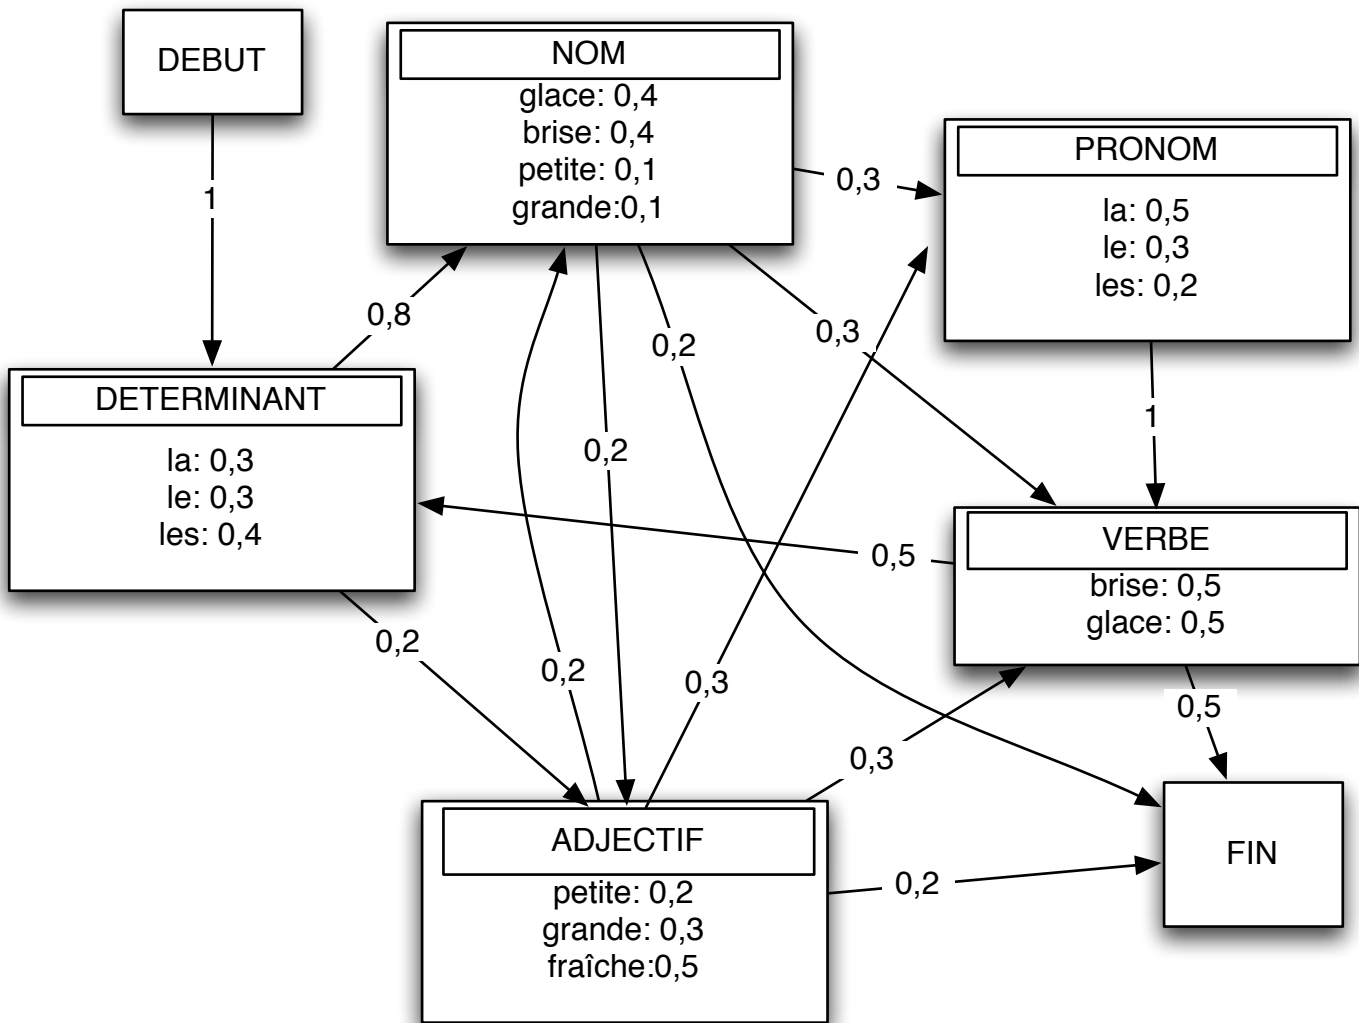 DEBUT
NOM
glace: 0,4
brise: 0,4
petite: 0,1
grande:0,1
PRONOM
la: 0,5
le: 0,3
les: 0,2
0,3
1
0,8
0,3
0,2
DETERMINANT
la: 0,3
le: 0,3
les: 0,4
0,2
1
VERBE
brise: 0,5
glace: 0,5
0,5
0,2
0,2
0,3
0,5
0,3
ADJECTIF
petite: 0,2
grande: 0,3
fraîche:0,5
0,2
FIN